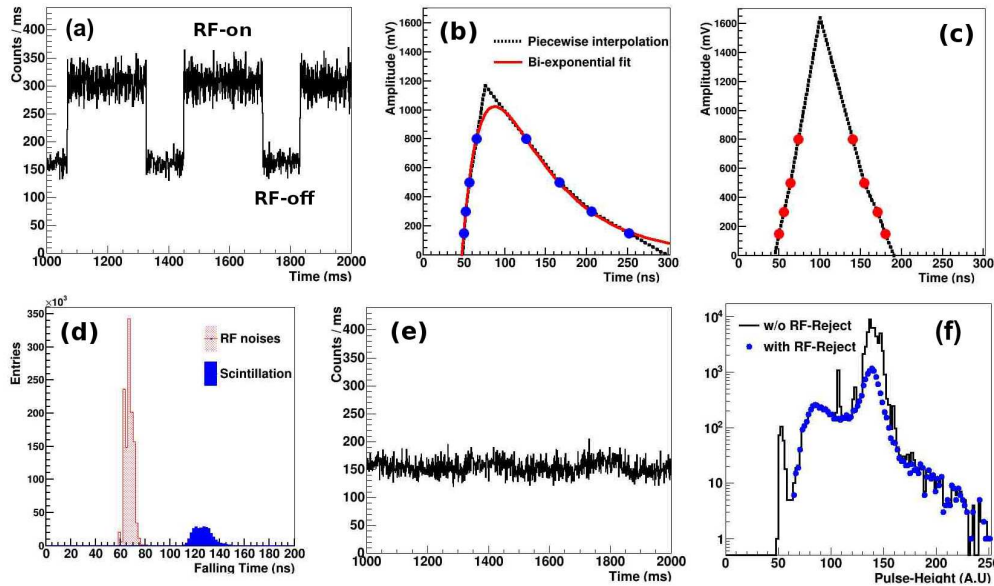 (a)
RF-on
RF-off
Counts / ms
400
350
300
250
200
150
100
50
0
1000 1200 1400 1600 1800 2000
Time (ms)
(b)
Piecewise interpolation
Bi-exponential fit
Amplitude (mV)
1600
1400
1200
1000
800
600
400
200
0
0 50 100 150 200 250 300
Time (ns)
(c)
Amplitude (mV)
1600
1400
1200
1000
800
600
400
200
0
0 50 100 150 200 250 300
Time (ns)
(d)
×10³
RF noises
Scintillation
Entries
350
300
250
200
150
100
50
0
0 20 40 60 80 100 120 140 160 180 200
Falling Time (ns)
(e)
Counts / ms
400
350
300
250
200
150
100
50
0
1000 1200 1400 1600 1800 2000
Time (ms)
(f)
w/o RF-Reject
with RF-Reject
10⁴
10³
10²
10
1
0 50 100 150 200 250
Pulse-Height (A.U